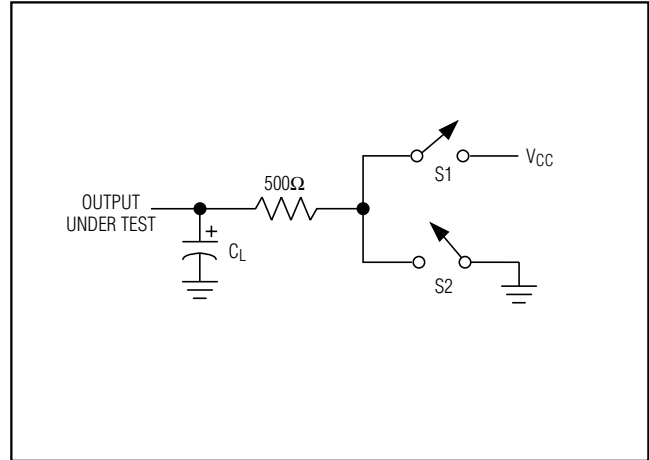 OUTPUT
UNDER TEST
+
CL
500Ω
S1
VCC
S2